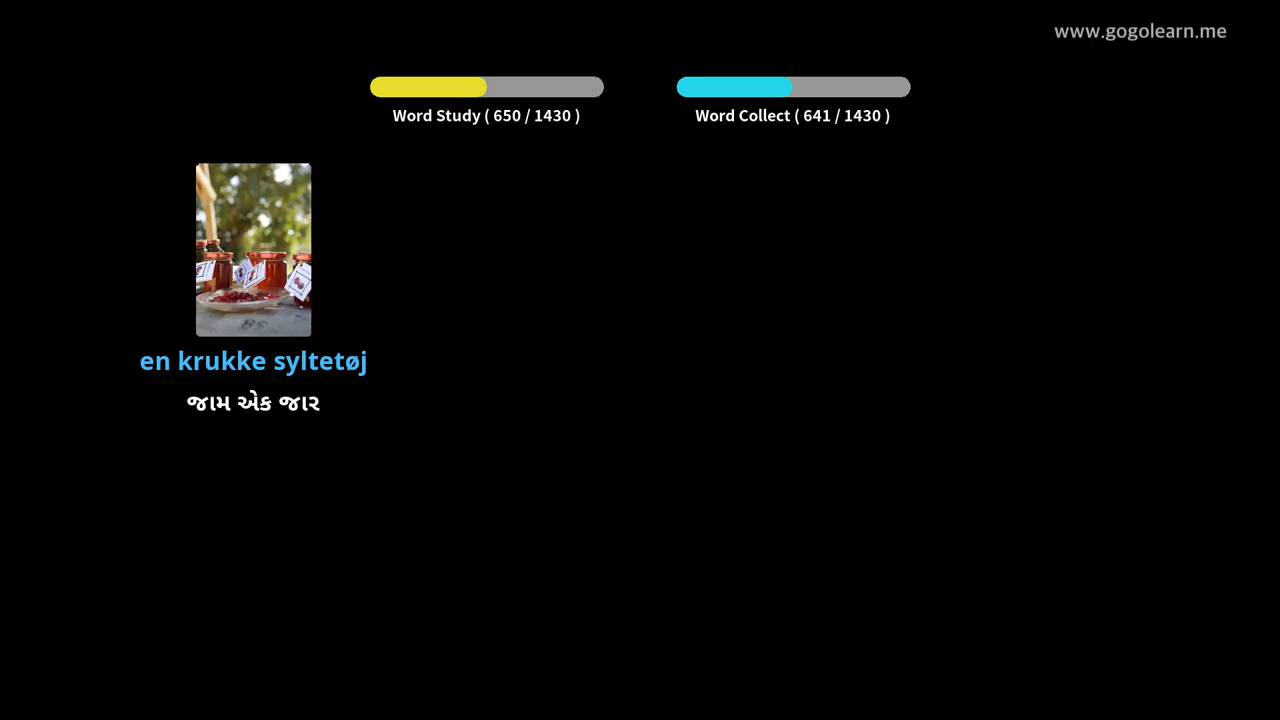 www.gogolearn.me
Word Study ( 650 / 1430 )
Word Collect ( 641 / 1430 )
en krukke syltetøj
જામ એક જાર